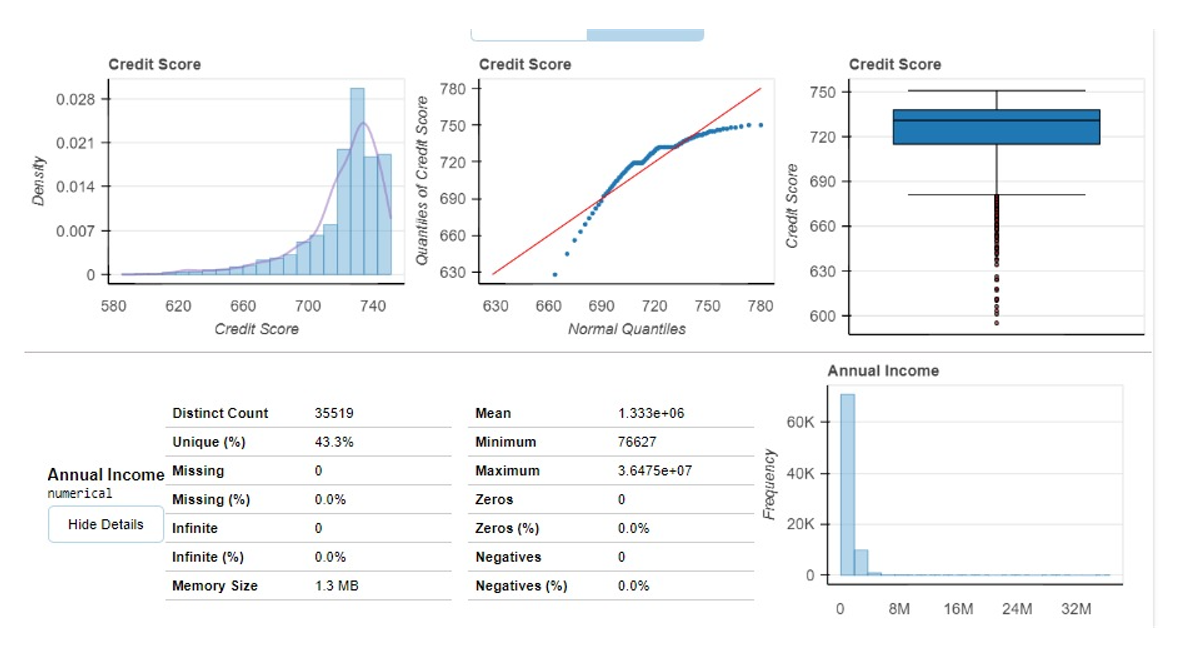 Credit Score
0.028
0.021
0.014
0.007
0
Density
580 620 660 700 740
Credit Score
Credit Score
780
750
720
690
660
630
Quantiles of Credit Score
630 660 690 720 750 780
Normal Quantiles
Credit Score
750
720
690
660
630
600
Credit Score
Annual Income
numerical
Hide Details
Distinct Count 35519
Unique (%) 43.3%
Missing 0
Missing (%) 0.0%
Infinite 0
Infinite (%) 0.0%
Memory Size 1.3 MB
Mean 1.333e+06
Minimum 76627
Maximum 3.6475e+07
Zeros 0
Zeros (%) 0.0%
Negatives 0
Negatives (%) 0.0%
Annual Income
60K
40K
20K
0
Frequency
0 8M 16M 24M 32M